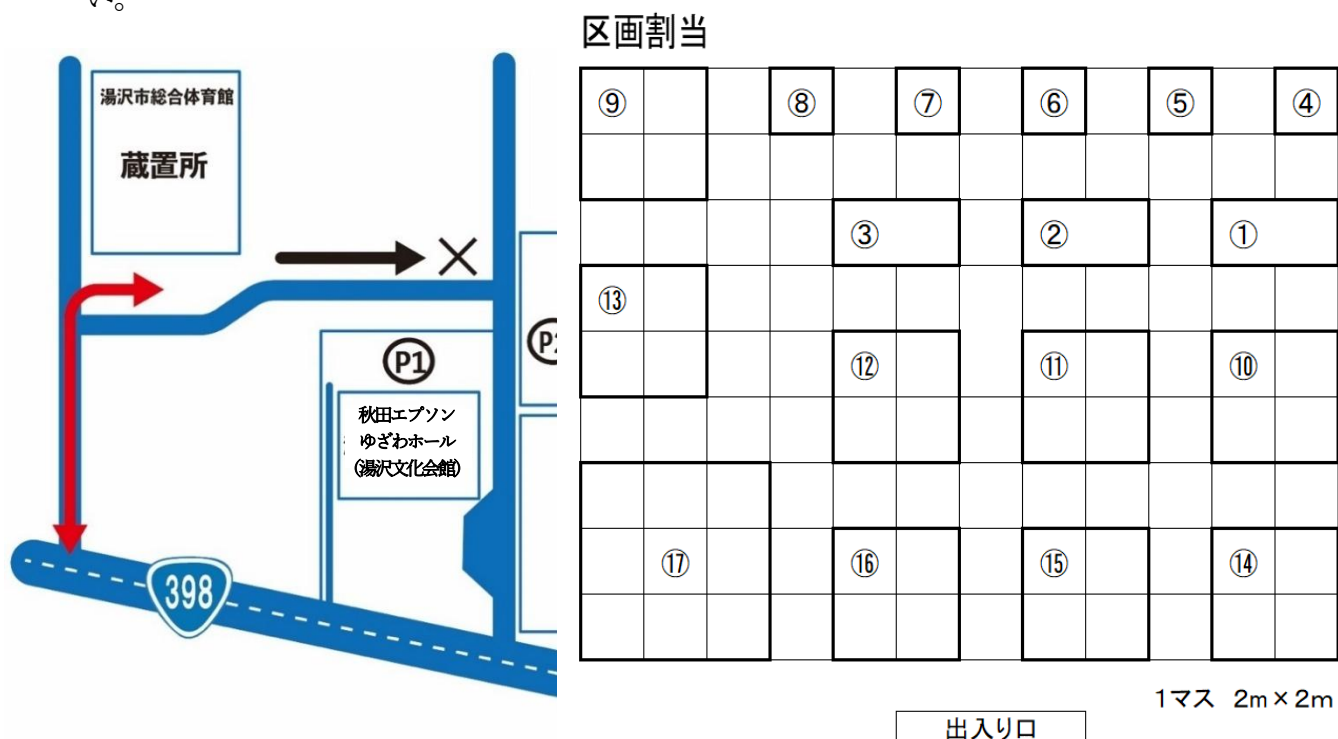 い。
湯沢市総合体育館
蔵置所
P1
秋田エプソン
ゆざわホール
(湯沢文化会館)
398
区画割当
⑨ ⑧ ⑦ ⑥ ⑤ ④
③ ② ①
⑬
⑫ ⑪ ⑩
⑰ ⑯ ⑮ ⑭
1マス 2m×2m
出入り口